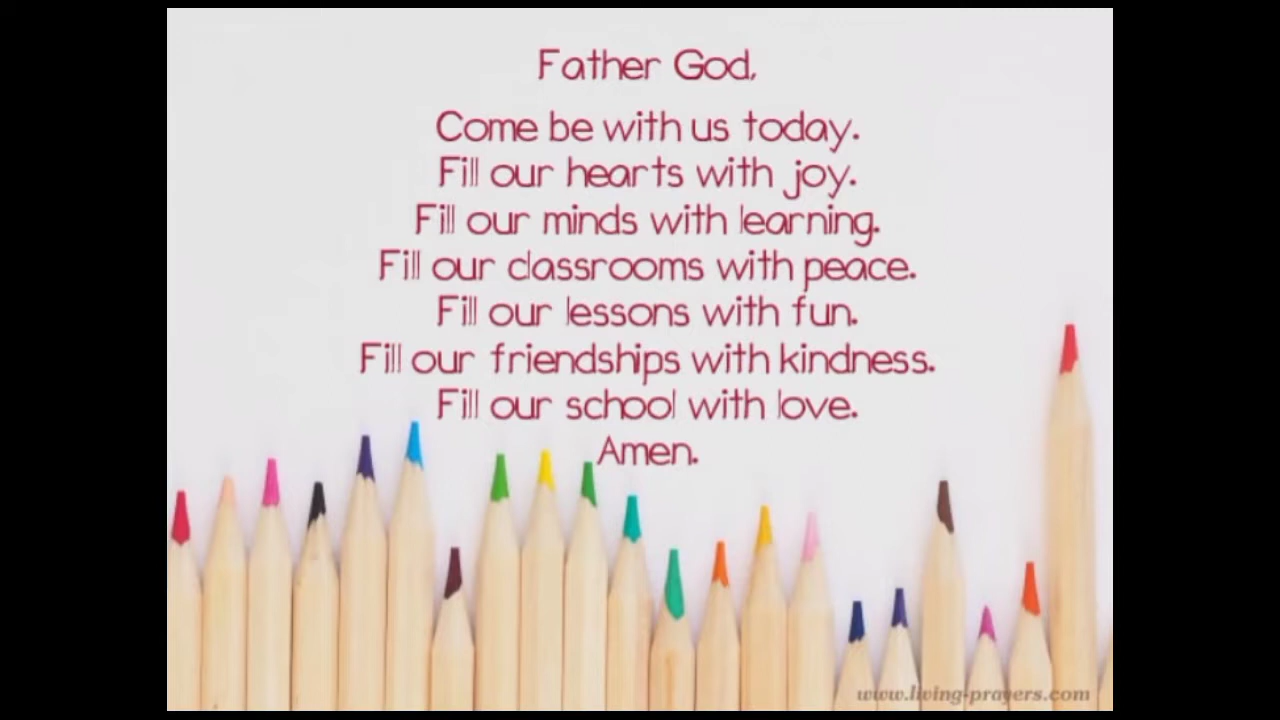 Father God,
Come be with us today.
Fill our hearts with joy.
Fill our minds with learning.
Fill our classrooms with peace.
Fill our lessons with fun.
Fill our friendships with kindness.
Fill our school with love.
Amen.
www.living-prayers.com